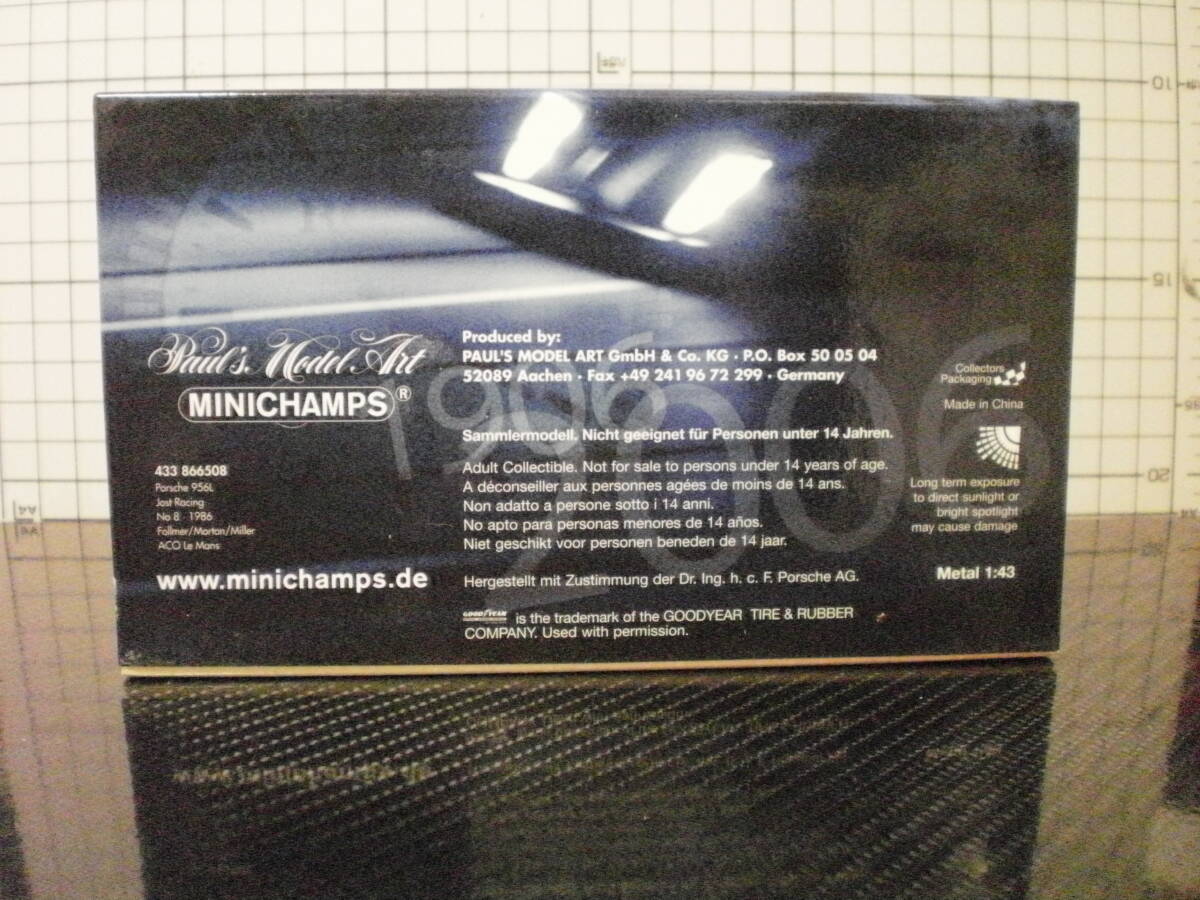 Paul's Model Art
MINICHAMPS®
433 866508
Porsche 956L
Jost Racing
No 8 1986
Follmer/Morton/Miller
ACO Le Mans
www.minichamps.de
1906
2006
Produced by:
PAUL'S MODEL ART GmbH & Co. KG · P.O. Box 50 05 04
52089 Aachen · Fax +49 241 96 72 299 · Germany
Sammlermodell. Nicht geeignet für Personen unter 14 Jahren.
Adult Collectible. Not for sale to persons under 14 years of age.
A déconseiller aux personnes agées de moins de 14 ans.
Non adatto a persone sotto i 14 anni.
No apto para personas menores de 14 años.
Niet geschikt voor personen beneden de 14 jaar.
Hergestellt mit Zustimmung der Dr. Ing. h. c. F. Porsche AG.
GOODYEAR is the trademark of the GOODYEAR TIRE & RUBBER
COMPANY. Used with permission.
Collectors
Packaging
Made in China
Long term exposure
to direct sunlight or
bright spotlight
may cause damage
Metal 1:43
10
15
20
A4